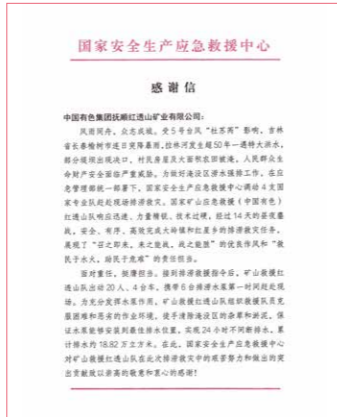 国家安全生产应急救援中心
感谢信
中国有色集团抚顺红透山矿业有限公司：
风雨同舟，众志成城。受5号台风“杜苏芮”影响，吉林
省长春榆树市连日突降暴雨，拉林河发生超50年一遇特大洪水，
部分堤坝出现决口，村民房屋及大面积农田被淹，人民群众生
命财产安全面临严重威胁。为做好淹没区涝水强排工作，在应
急管理部统一部署下，国家安全生产应急救援中心调动4支国
家专业队赴现场排涝救灾。国家矿山应急救援（中国有色）
红透山队响应迅速、力量精锐、技术过硬，经过14天的昼夜鏖
战，安全、有序、高效完成大岭镇和红星乡的排涝救灾任务，
展现了“召之即来，来之能战，战之能胜”的优良作风和“救
民于水火，助民于危难”的责任担当。
面对重任，挺膺担当。接到排涝救援指令后，矿山救援红
透山队出动20人、4台车，携带5台排涝水泵第一时间赴现
场。为充分发挥水泵作用，矿山救援红透山队组织救援队员克
服困难和恶劣的作业环境，徒手清除淹没区的杂草和淤泥，保
证水泵能够安装到最佳排水位置，实现24小时不间断排水，累
计排水约18.82万立方米。在此，国家安全生产应急救援中心
对矿山救援红透山队在此次排涝救灾中的艰苦努力和做出的突
出贡献致以崇高的敬意和衷心的感谢！